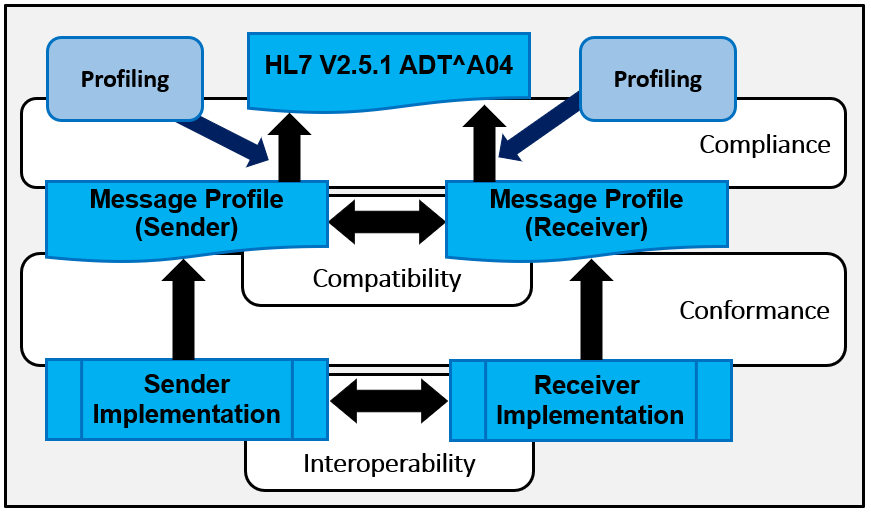 Profiling
HL7 V2.5.1 ADT^A04
Profiling
Compliance
Message Profile
(Sender)
Message Profile
(Receiver)
Compatibility
Conformance
Sender
Implementation
Receiver
Implementation
Interoperability